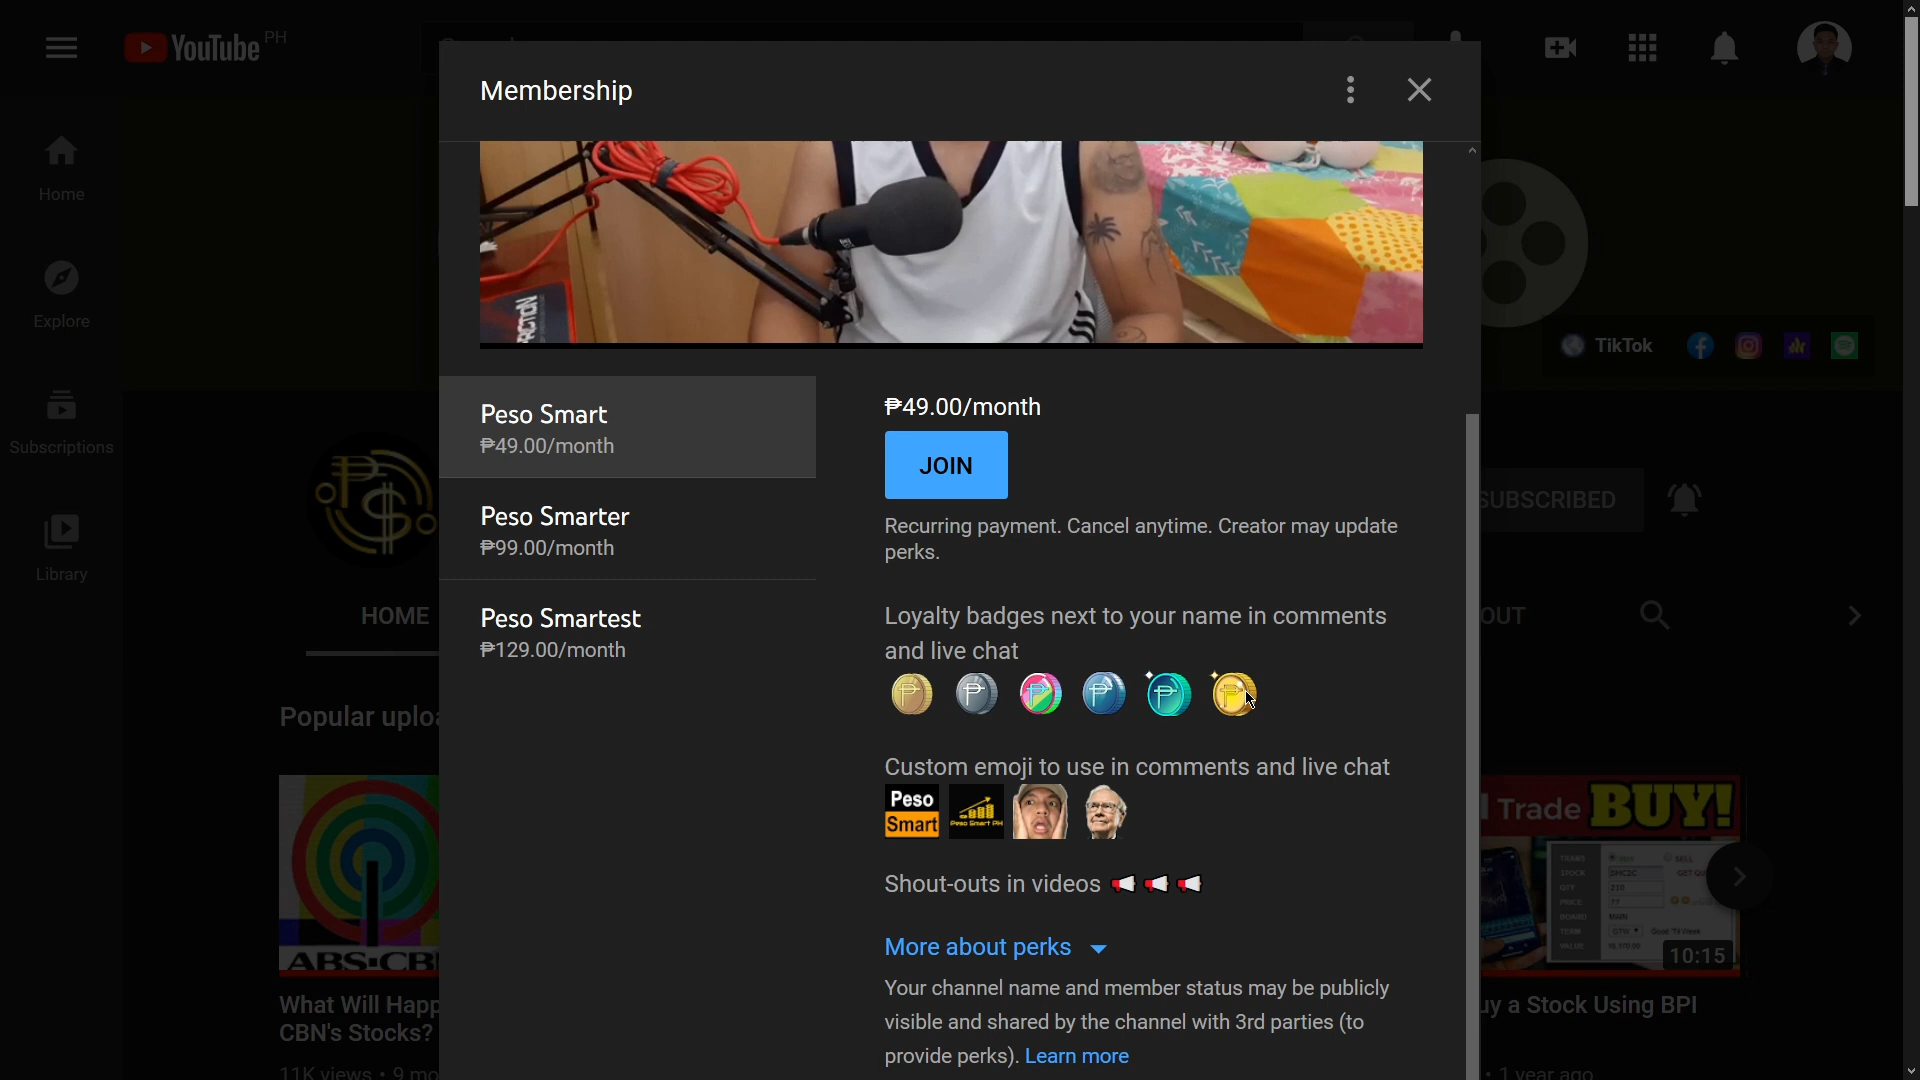 YouTube PH
Membership
Home
Explore
Subscriptions
Library
TikTok
Peso Smart
₱49.00/month
Peso Smarter
₱99.00/month
Peso Smartest
₱129.00/month
₱49.00/month
JOIN
Recurring payment. Cancel anytime. Creator may update
perks.
Loyalty badges next to your name in comments
and live chat
Custom emoji to use in comments and live chat
Peso
Smart
Peso Smart PH
Shout-outs in videos
More about perks
Your channel name and member status may be publicly
visible and shared by the channel with 3rd parties (to
provide perks). Learn more
SUBSCRIBED
HOME
OUT
Popular uplo
ABS-CB
What Will Happ
CBN's Stocks?
11K views • 9 mo
Trade BUY!
10:15
uy a Stock Using BPI
• 1 year ago